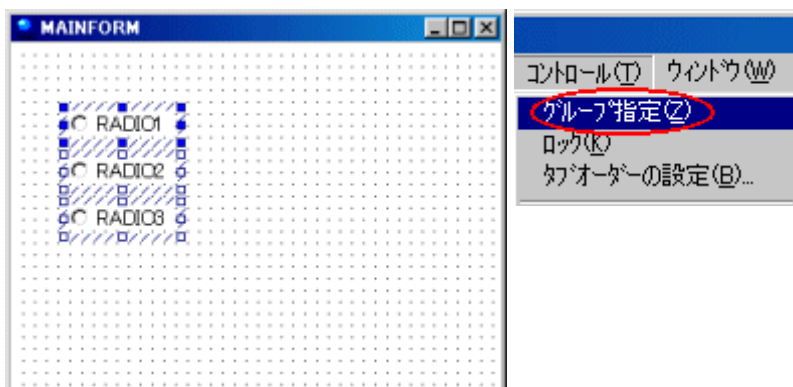 MAINFORM
RADIO1
RADIO2
RADIO3
コントロール(T) ウィンドウ(W)
グループ指定(Z)
ロック(K)
タブオーダーの設定(B)...